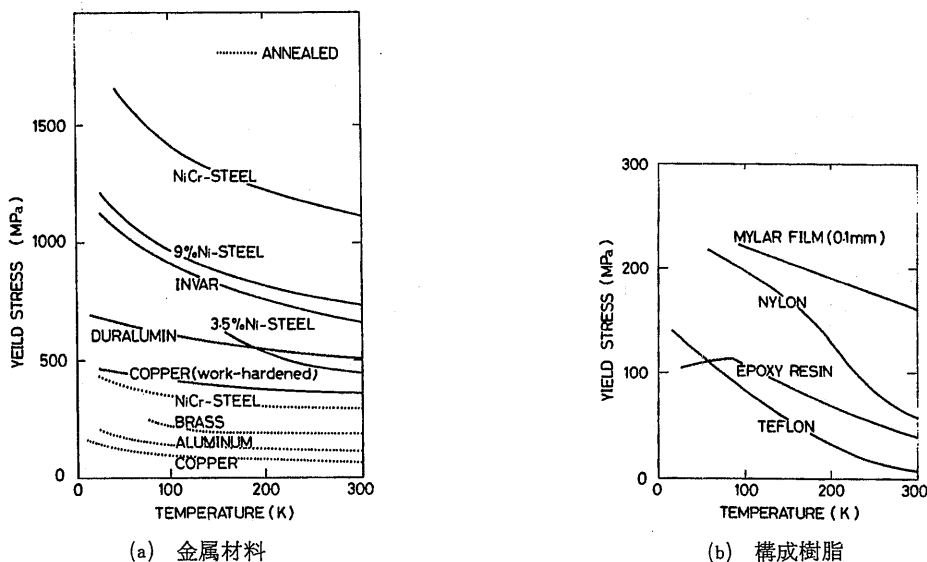 ANNEALED
1500
1000
500
0
YEILD STRESS (MPa)
NiCr-STEEL
9%Ni-STEEL
INVAR
3.5%Ni-STEEL
DURALUMIN
COPPER(work-hardened)
NiCr-STEEL
BRASS
ALUMINUM
COPPER
0 100 200 300
TEMPERATURE (K)
(a) 金属材料
300
200
100
0
YIELD STRESS (MPa)
MYLAR FILM (0.1mm)
NYLON
EPOXY RESIN
TEFLON
0 100 200 300
TEMPERATURE (K)
(b) 構成樹脂